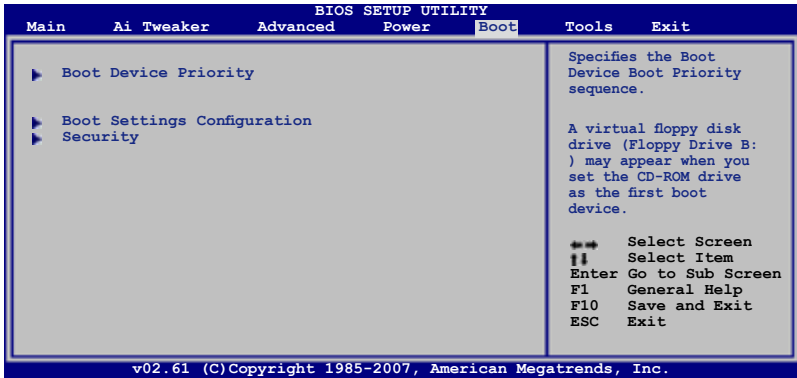 BIOS SETUP UTILITY
Main Ai Tweaker Advanced Power Boot Tools Exit
Boot Device Priority
Boot Settings Configuration
Security
Specifies the Boot
Device Boot Priority
sequence.
A virtual floppy disk
drive (Floppy Drive B:
) may appear when you
set the CD-ROM drive
as the first boot
device.
Select Screen
Select Item
Enter Go to Sub Screen
F1 General Help
F10 Save and Exit
ESC Exit
v02.61 (C)Copyright 1985-2007, American Megatrends, Inc.